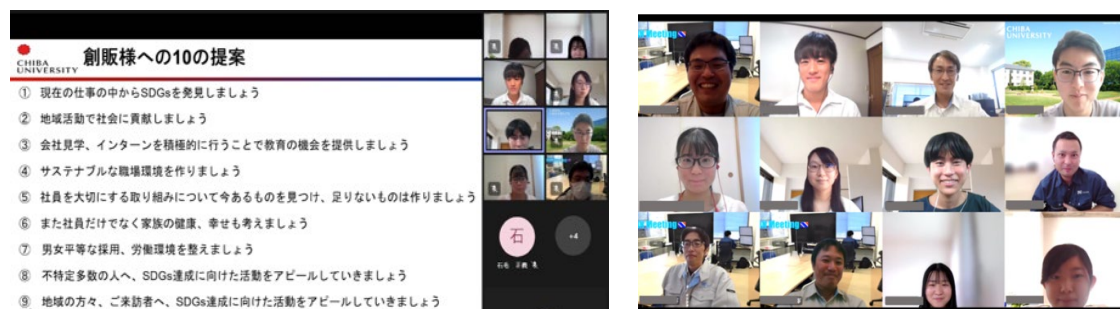 CHIBA
UNIVERSITY
創販様への10の提案
① 現在の仕事の中からSDGsを発見しましょう
② 地域活動で社会に貢献しましょう
③ 会社見学、インターンを積極的に行うことで教育の機会を提供しましょう
④ サステナブルな職場環境を作りましょう
⑤ 社員を大切にする取り組みについて今あるものを見つけ、足りないものは作りましょう
⑥ また社員だけでなく家族の健康、幸せも考えましょう
⑦ 男女平等な採用、労働環境を整えましょう
⑧ 不特定多数の人へ、SDGs達成に向けた活動をアピールしていきましょう
⑨ 地域の方々、ご来訪者へ、SDGs達成に向けた活動をアピールしていきましょう
石
+4
Meeting
CHIBA
UNIVERSITY
Meeting
Meeting